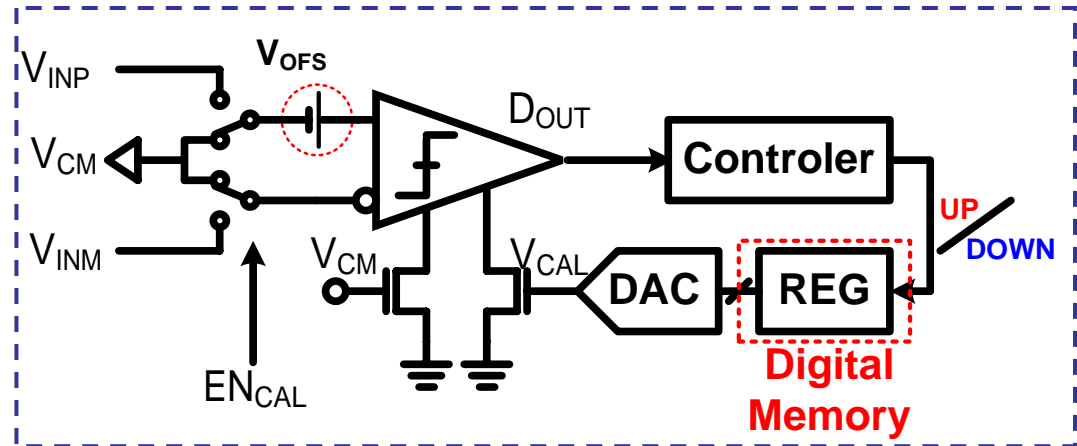 V_OFS
V_INP
D_OUT
V_CM
Controler
UP
DOWN
V_INM
V_CM
V_CAL
DAC
REG
EN_CAL
Digital
Memory